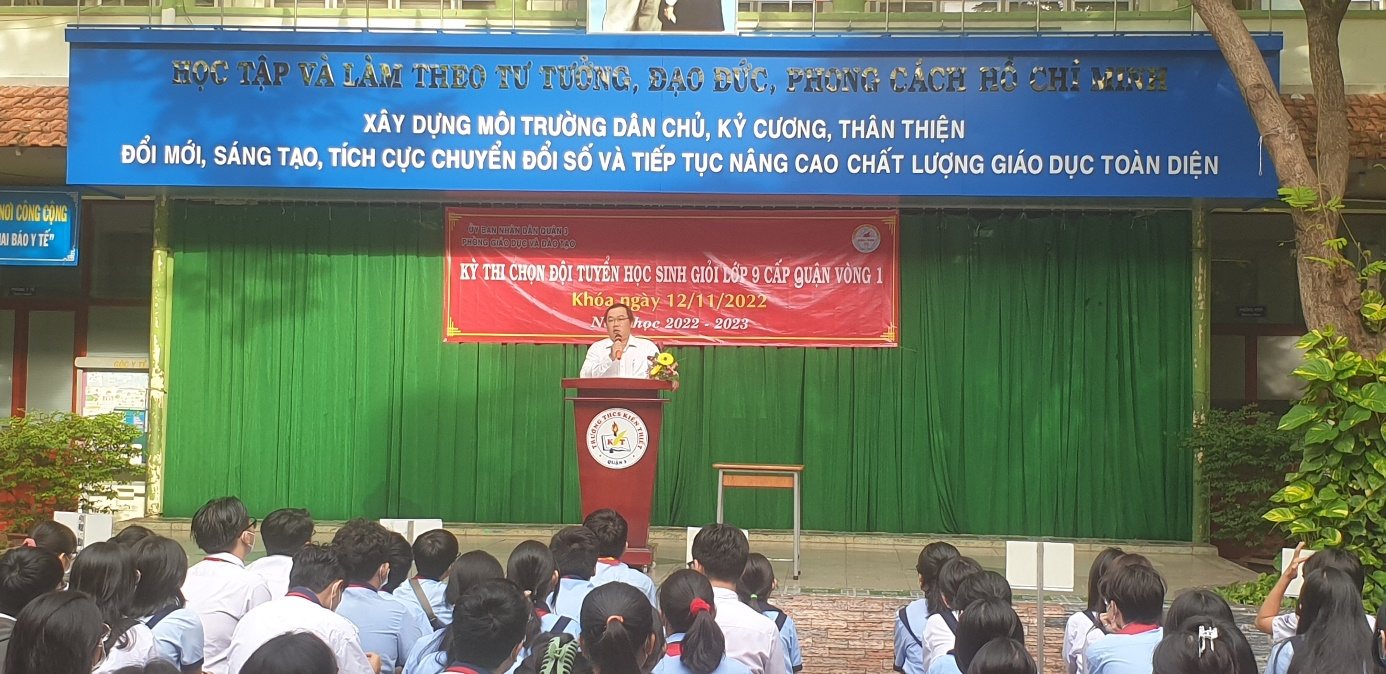 HỌC TẬP VÀ LÀM THEO TƯ TƯỞNG, ĐẠO ĐỨC, PHONG CÁCH HỒ CHÍ MINH
XÂY DỰNG MÔI TRƯỜNG DÂN CHỦ, KỶ CƯƠNG, THÂN THIỆN
ĐỔI MỚI, SÁNG TẠO, TÍCH CỰC CHUYỂN ĐỔI SỐ VÀ TIẾP TỤC NÂNG CAO CHẤT LƯỢNG GIÁO DỤC TOÀN DIỆN
NƠI CÔNG CỘNG
AI BÁO Y TẾ"
ỦY BAN NHÂN DÂN QUẬN 3
PHÒNG GIÁO DỤC VÀ ĐÀO TẠO
KỲ THI CHỌN ĐỘI TUYỂN HỌC SINH GIỎI LỚP 9 CẤP QUẬN VÒNG 1
Khóa ngày 12/11/2022
học 2022 - 2023
GÓC Y TẾ
TRƯỜNG THCS KIẾN THIẾT
K T
QUẬN 3